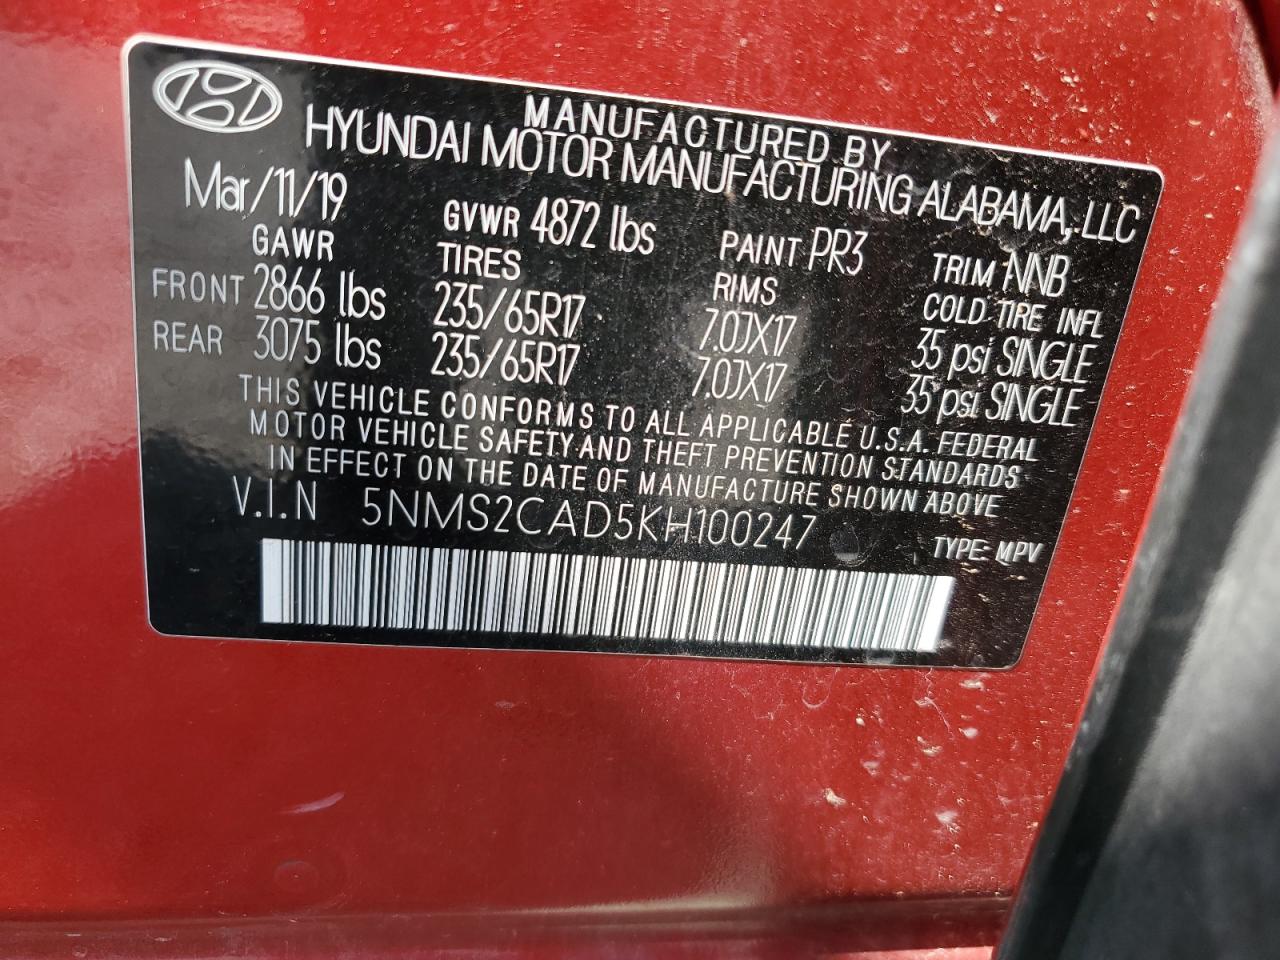 MANUFACTURED BY
HYUNDAI MOTOR MANUFACTURING ALABAMA, LLC
Mar/11/19 GVWR 4872 lbs PAINT PR3 TRIM NNB
GAWR TIRES RIMS COLD TIRE INFL
FRONT 2866 lbs 235/65R17 7.0JX17 35 psi SINGLE
REAR 3075 lbs 235/65R17 7.0JX17 35 psi SINGLE
THIS VEHICLE CONFORMS TO ALL APPLICABLE U.S.A. FEDERAL
MOTOR VEHICLE SAFETY AND THEFT PREVENTION STANDARDS
IN EFFECT ON THE DATE OF MANUFACTURE SHOWN ABOVE
V.I.N 5NMS2CAD5KH100247 TYPE: MPV